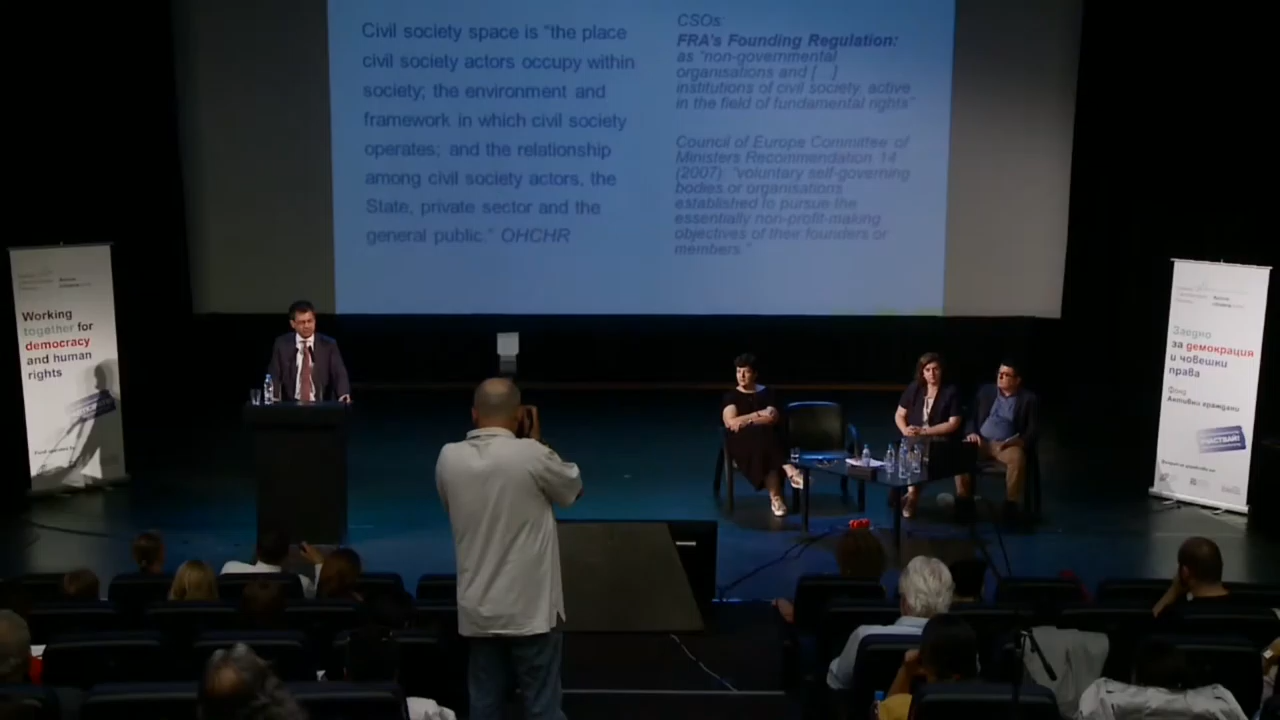 Civil society space is "the place
civil society actors occupy within
society; the environment and
framework in which civil society
operates; and the relationship
among civil society actors, the
State, private sector and the
general public." OHCHR
CSOs:
FRA's Founding Regulation:
as "non-governmental
organisations and [...]
institutions of civil society, active
in the field of fundamental rights"
Council of Europe Committee of
Ministers Recommendation 14
(2007): "voluntary self-governing
bodies or organisations
established to pursue the
essentially non-profit-making
objectives of their founders or
members."
Working
together for
democracy
and human
rights
Заедно
за демокрация
и човешки
права
Фонд
Активни граждани
УЧАСТВАЙ!